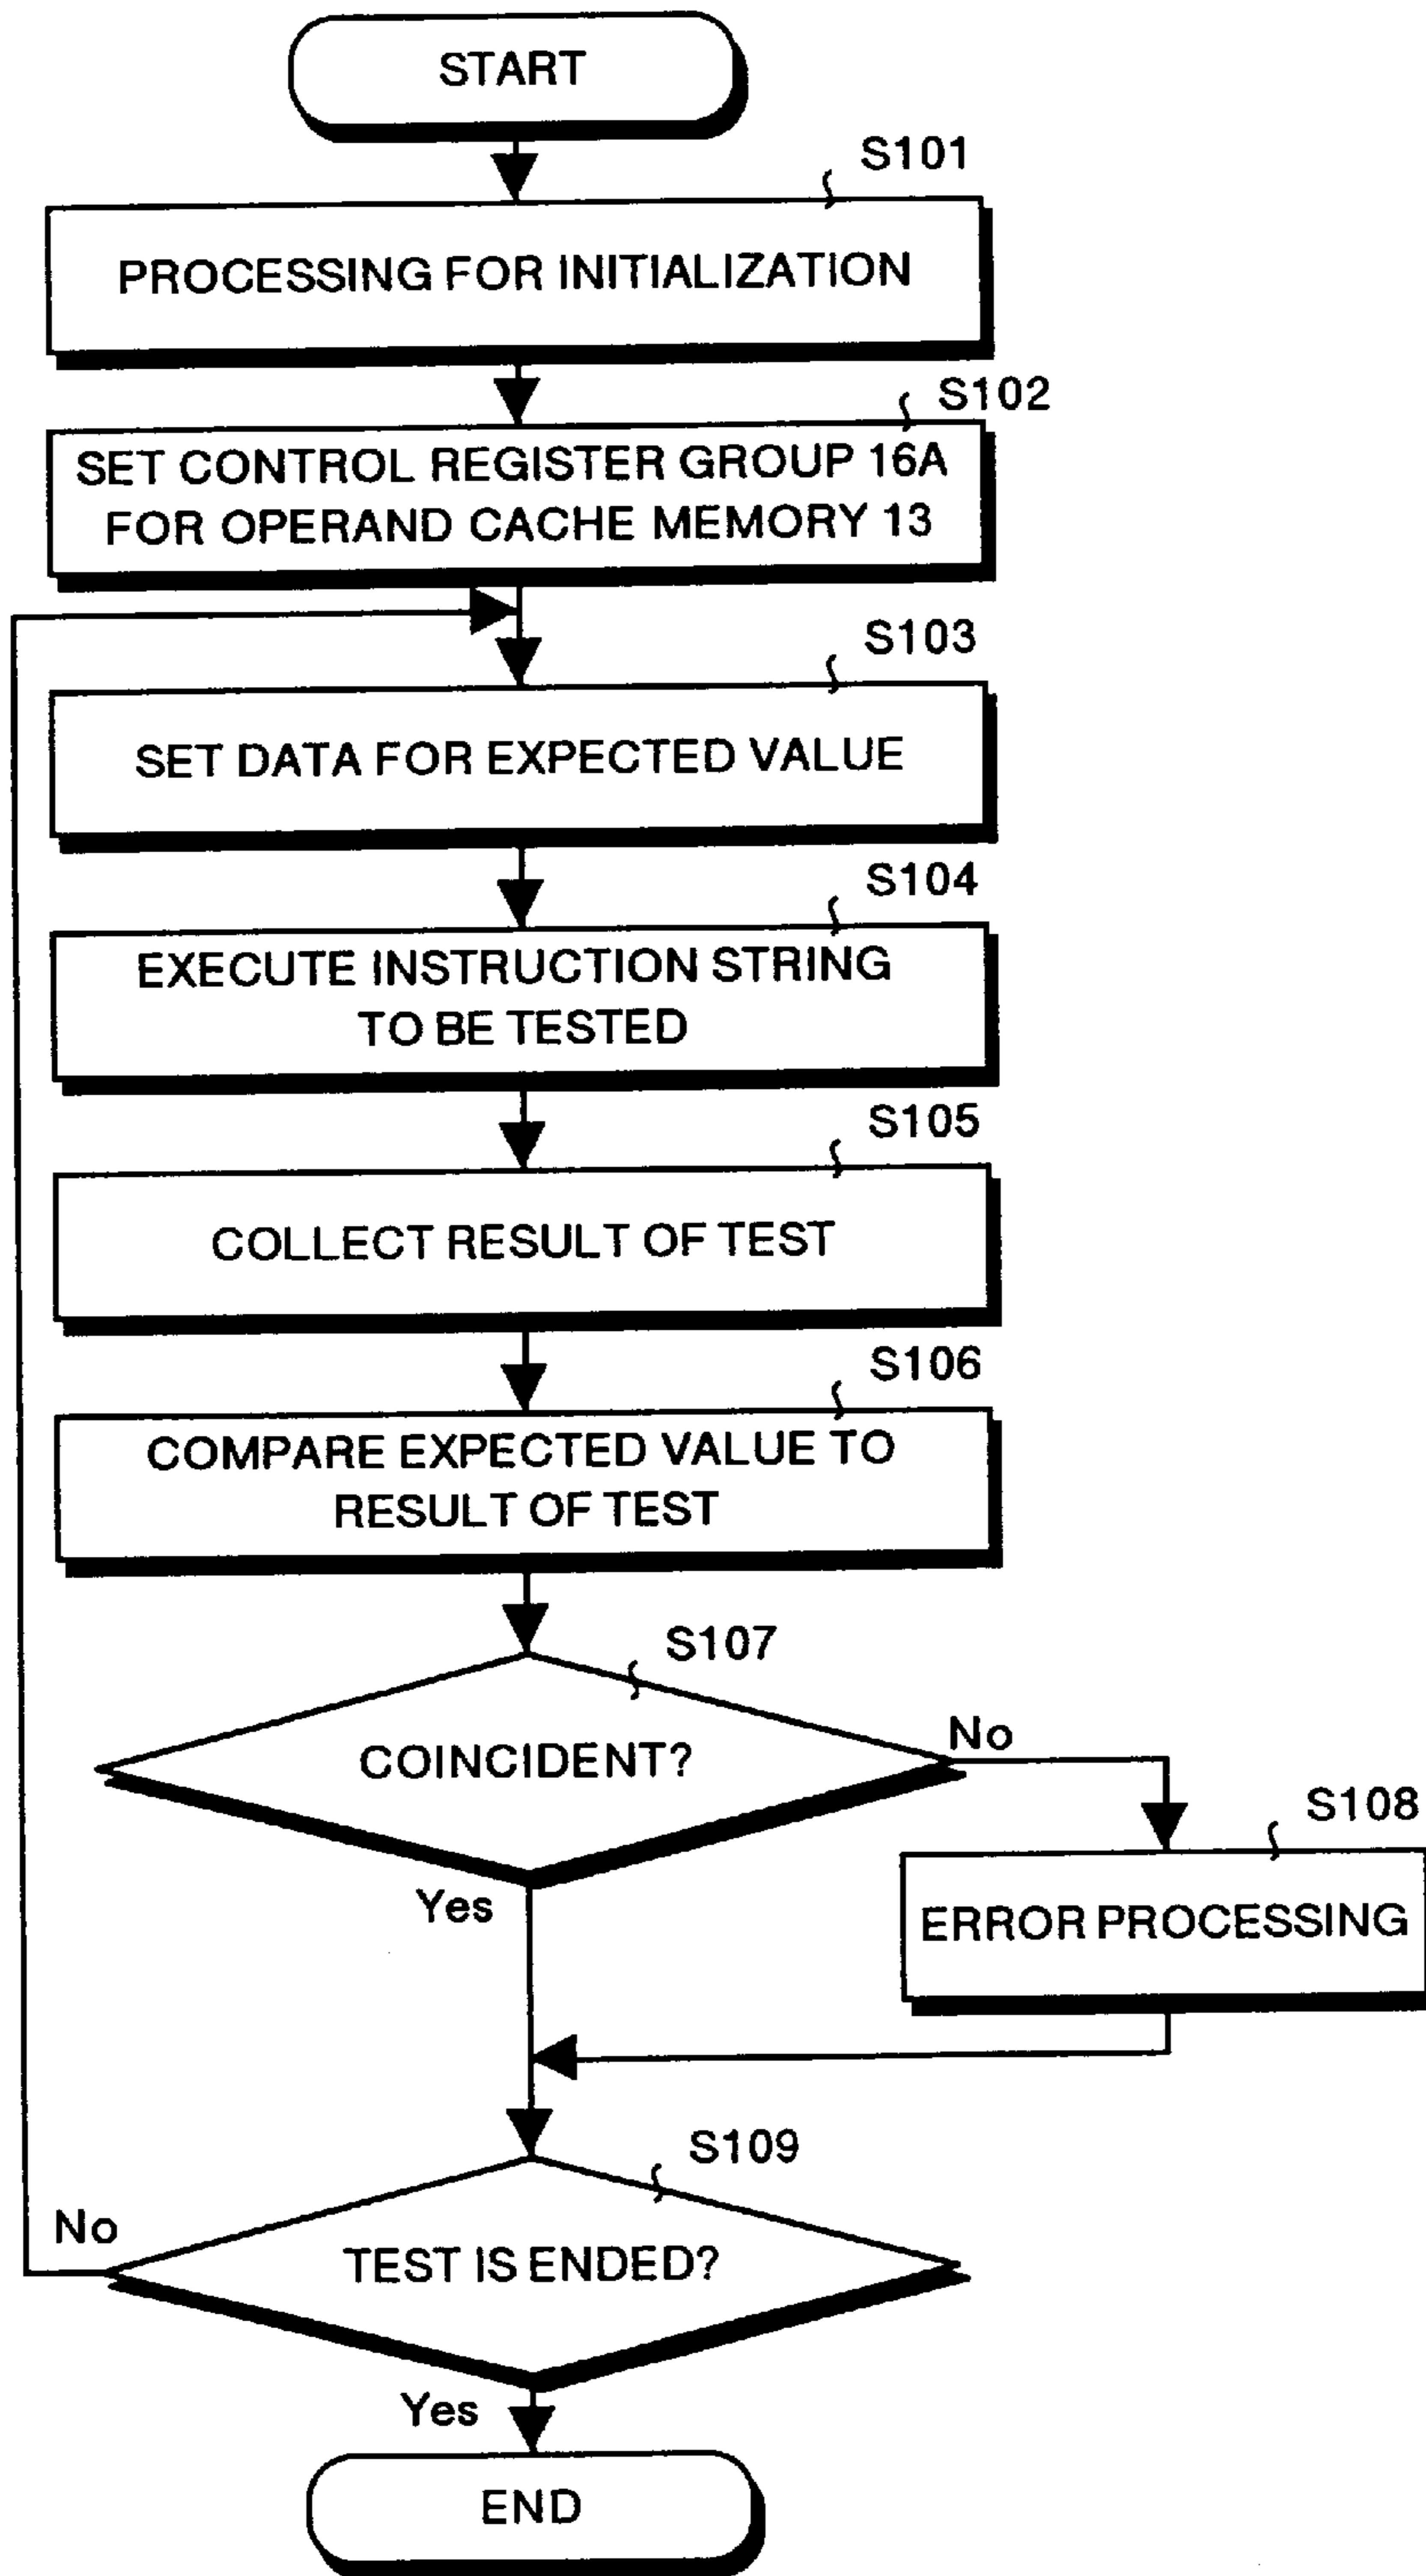 START
S101
PROCESSING FOR INITIALIZATION
S102
SET CONTROL REGISTER GROUP 16A
FOR OPERAND CACHE MEMORY 13
S103
SET DATA FOR EXPECTED VALUE
S104
EXECUTE INSTRUCTION STRING
TO BE TESTED
S105
COLLECT RESULT OF TEST
S106
COMPARE EXPECTED VALUE TO
RESULT OF TEST
S107
COINCIDENT?
No
S108
Yes
ERROR PROCESSING
S109
No
TEST IS ENDED?
Yes
END